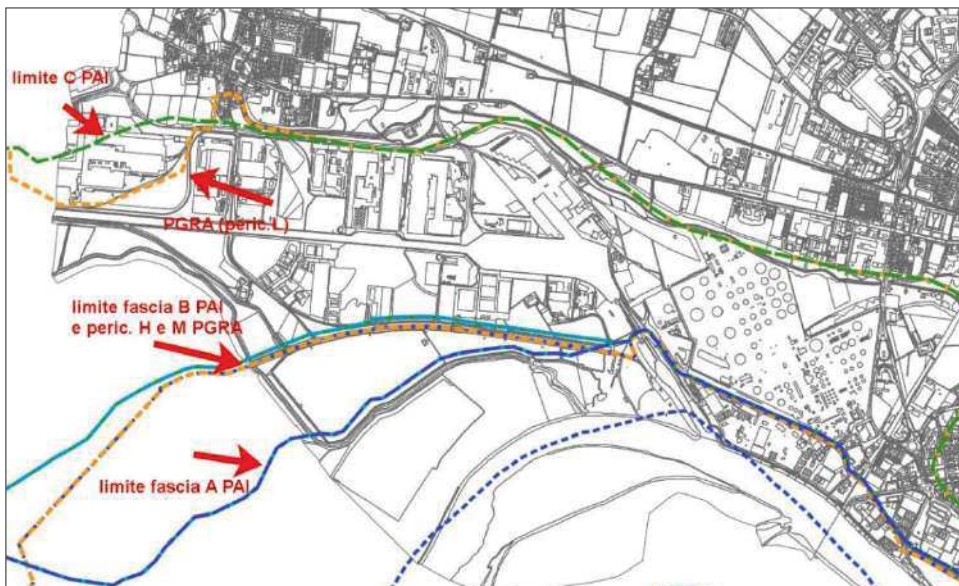 limite C PAI
PGRA (peric.L)
limite fascia B PAI
e peric. H e M PGRA
limite fascia A PAI